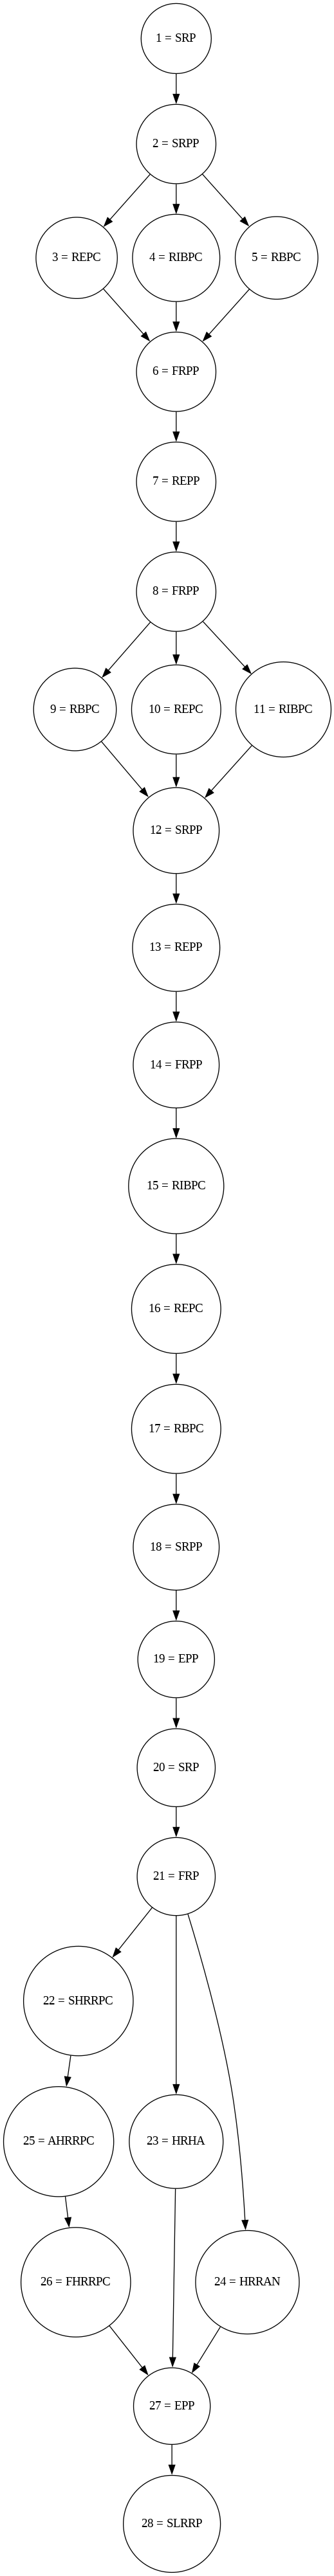 1 = SRP
2 = SRPP
3 = REPC
4 = RIBPC
5 = RBPC
6 = FRPP
7 = REPP
8 = FRPP
9 = RBPC
10 = REPC
11 = RIBPC
12 = SRPP
13 = REPP
14 = FRPP
15 = RIBPC
16 = REPC
17 = RBPC
18 = SRPP
19 = EPP
20 = SRP
21 = FRP
22 = SHRRPC
25 = AHRRPC
23 = HRHA
26 = FHRRPC
24 = HRRAN
27 = EPP
28 = SLRRP